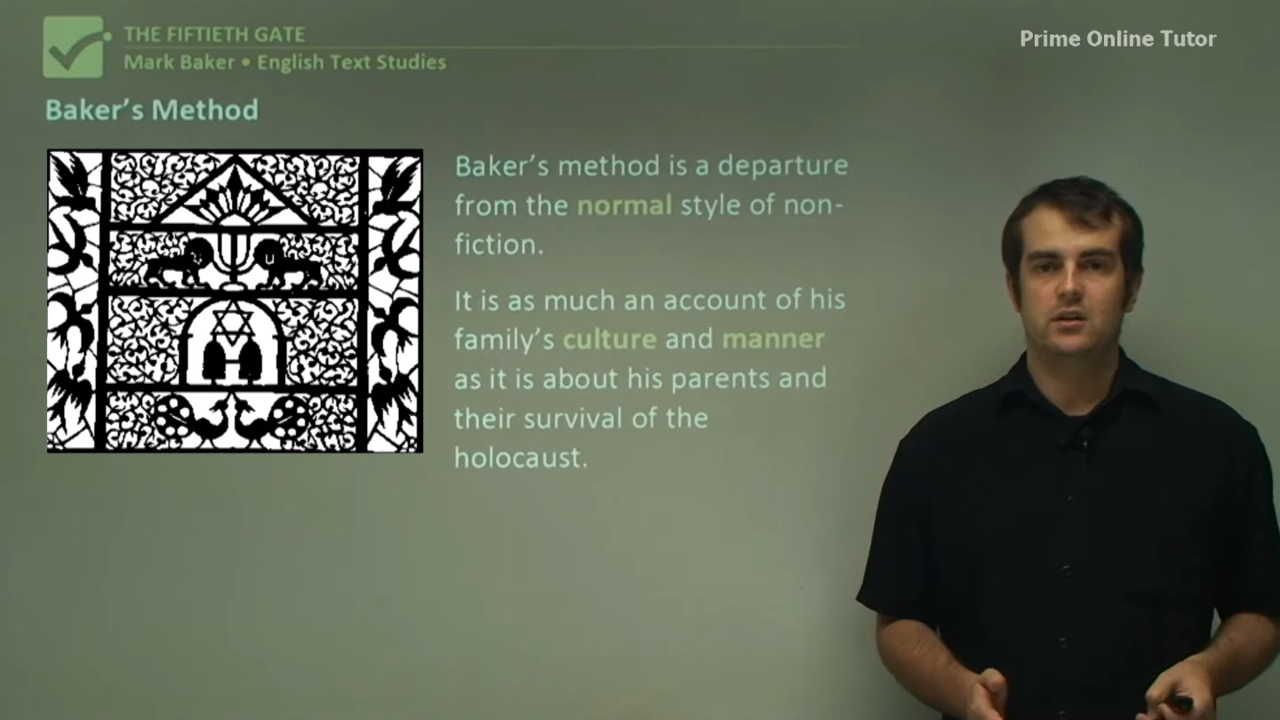 THE FIFTIETH GATE
Mark Baker • English Text Studies
Prime Online Tutor
Baker's Method
Baker's method is a departure
from the normal style of non-
fiction.
It is as much an account of his
family's culture and manner
as it is about his parents and
their survival of the
holocaust.